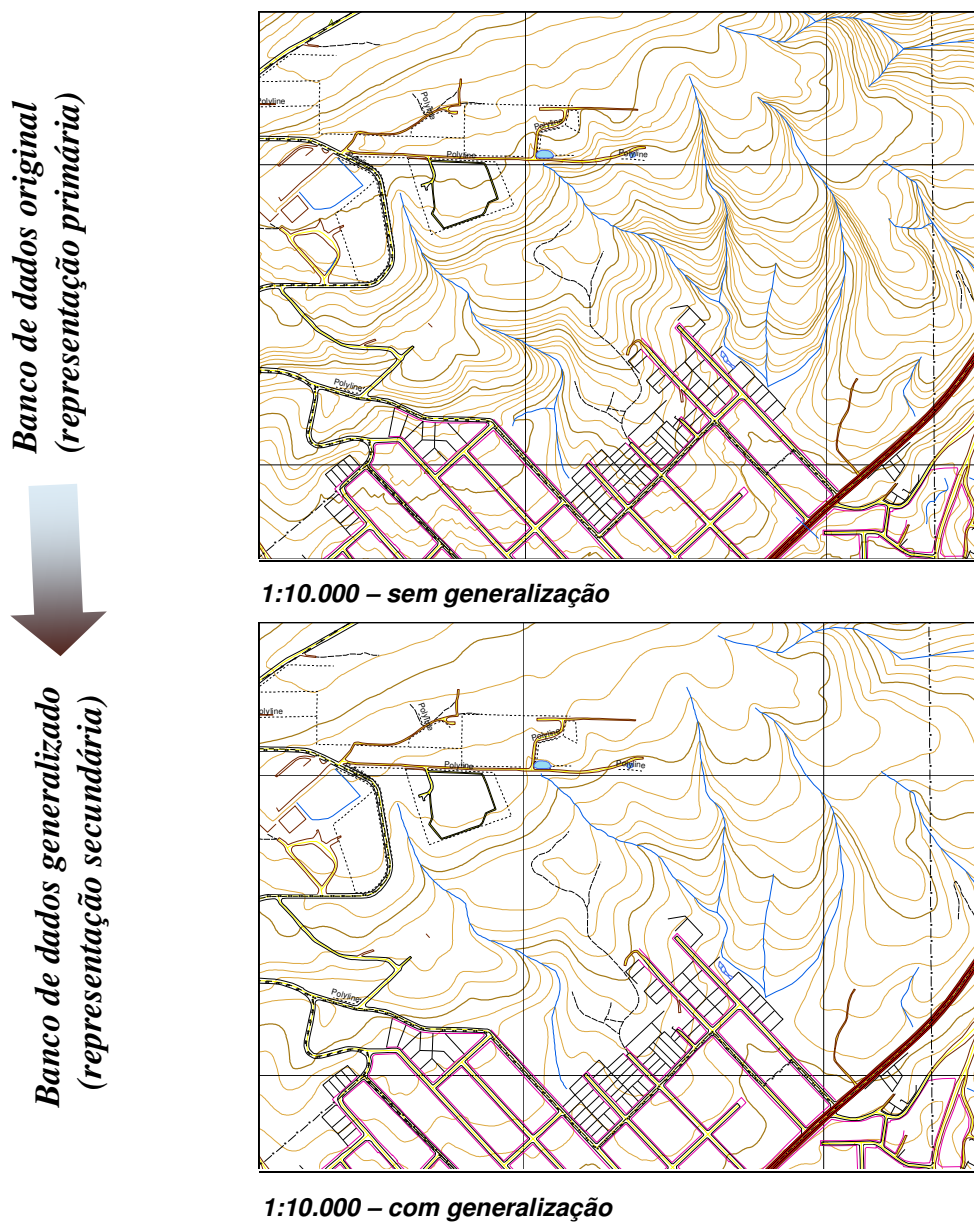 Banco de dados original
(representação primária)
Polyline
Polyline
Polyline
Polyline
Polyline
Polyline
1:10.000 – sem generalização
Banco de dados generalizado
(representação secundária)
Polyline
Polyline
Polyline
Polyline
Polyline
Polyline
1:10.000 – com generalização